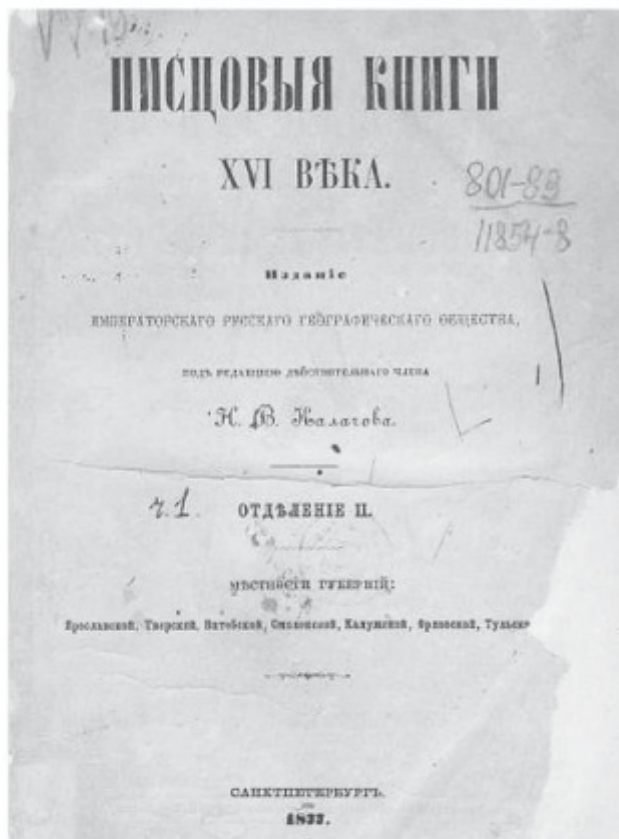 ПИСЦОВЫЯ КНИГИ
XVI ВѢКА.
801-83
11854-8
Изданіе
ИМПЕРАТОРСКАГО РУССКАГО ГЕОГРАФИЧЕСКАГО ОБЩЕСТВА,
ПОДЪ РЕДАКЦІЕЮ ДѢЙСТВИТЕЛЬНАГО ЧЛЕНА
Н. В. Калачова.
ч. 1. ОТДѢЛЕНІЕ II.
МѢСТНОСТИ ГУБЕРНІЙ:
Ярославской, Тверской, Витебской, Смоленской, Калужской, Орловской, Тульск
САНКТПЕТЕРБУРГЪ.
1877.